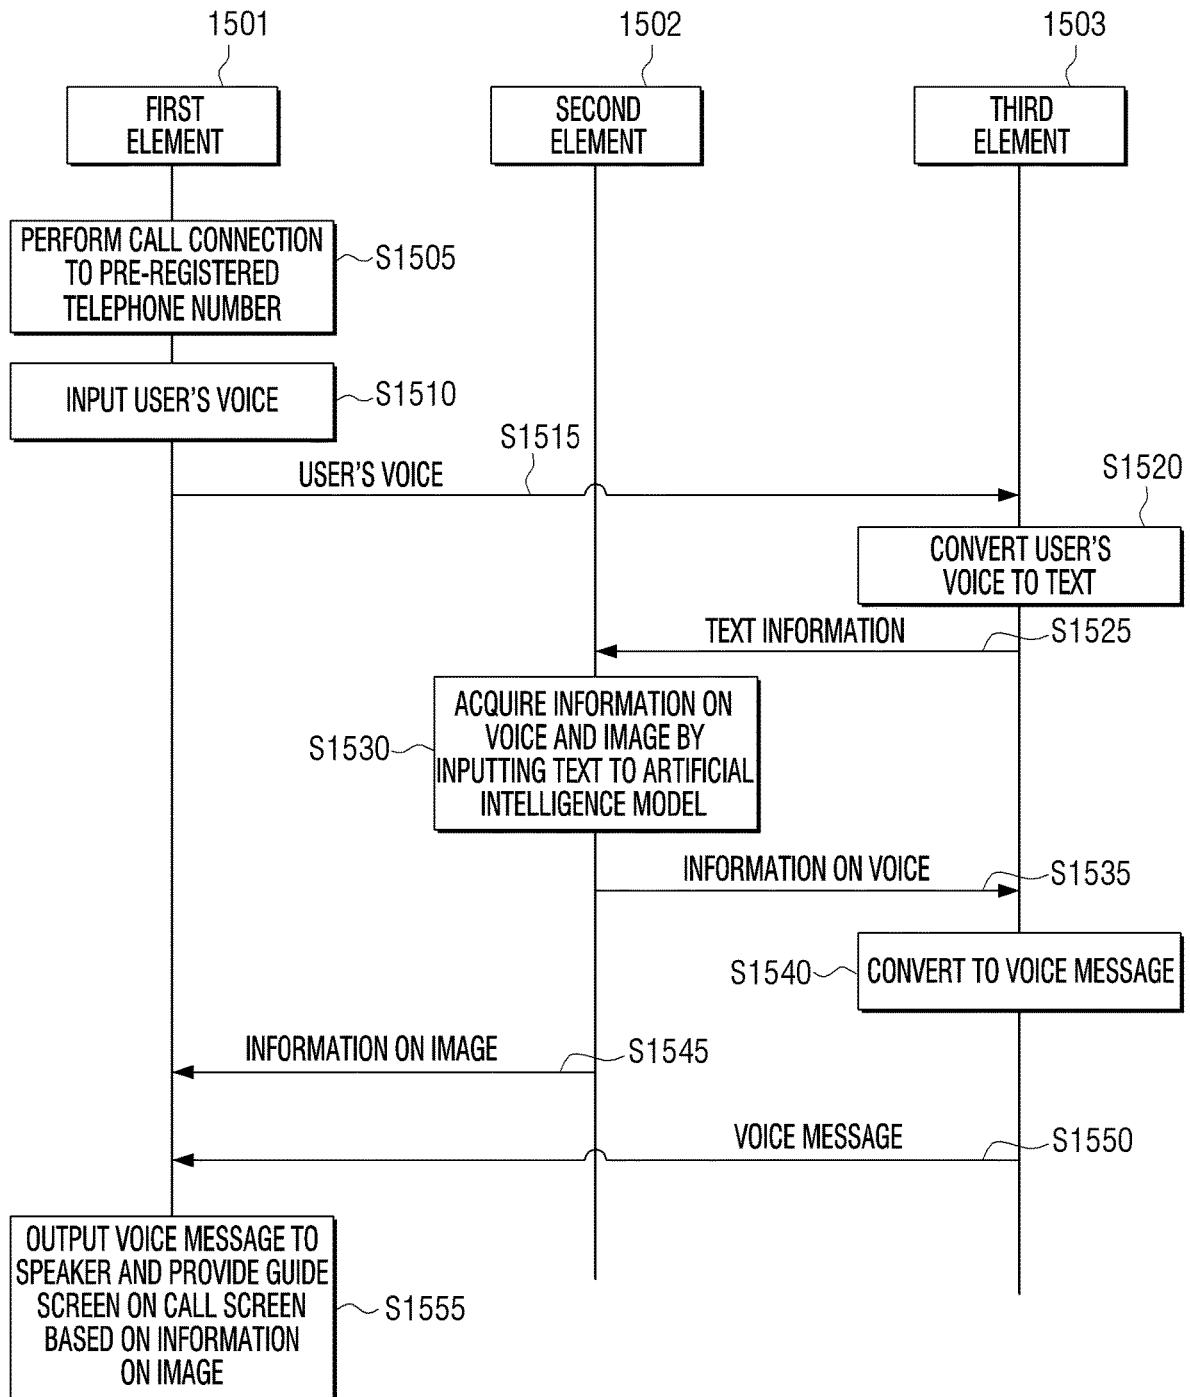 1501
1502
1503
FIRST
ELEMENT
SECOND
ELEMENT
THIRD
ELEMENT
PERFORM CALL CONNECTION
TO PRE-REGISTERED
TELEPHONE NUMBER
S1505
INPUT USER'S VOICE
S1510
USER'S VOICE
S1515
S1520
CONVERT USER'S
VOICE TO TEXT
TEXT INFORMATION
S1525
ACQUIRE INFORMATION ON
VOICE AND IMAGE BY
INPUTTING TEXT TO ARTIFICIAL
INTELLIGENCE MODEL
S1530
INFORMATION ON VOICE
S1535
S1540
CONVERT TO VOICE MESSAGE
INFORMATION ON IMAGE
S1545
VOICE MESSAGE
S1550
OUTPUT VOICE MESSAGE TO
SPEAKER AND PROVIDE GUIDE
SCREEN ON CALL SCREEN
BASED ON INFORMATION
ON IMAGE
S1555